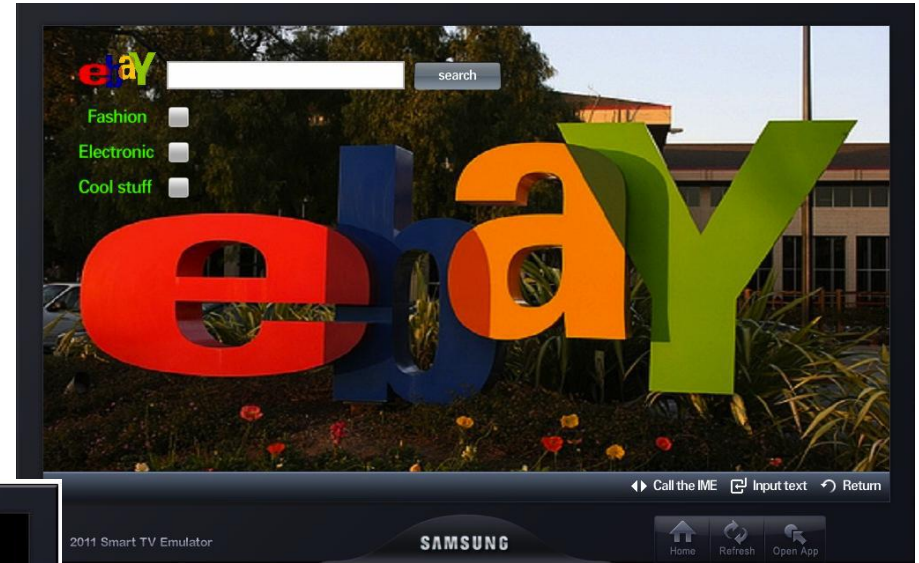 ebaY
search
Fashion
Electronic
Cool stuff
ebaY
Call the IME Input text Return
2011 Smart TV Emulator
SAMSUNG
Home Refresh Open App